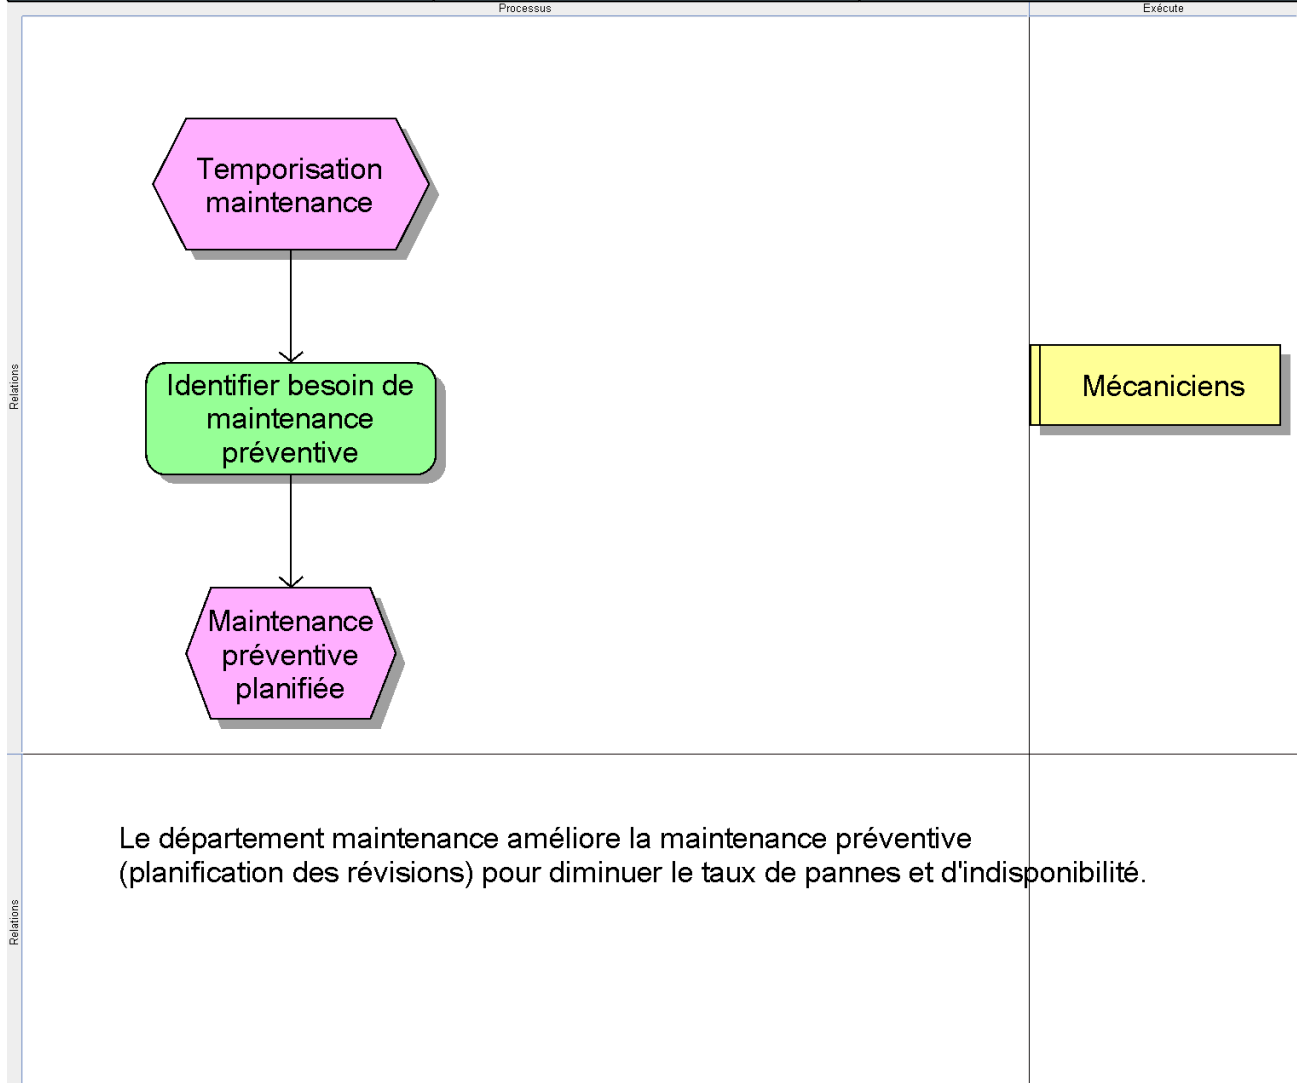 Processus
Exécute
Temporisation
maintenance
Relations
Identifier besoin de
maintenance
préventive
Mécaniciens
Maintenance
préventive
planifiée
Le département maintenance améliore la maintenance préventive
(planification des révisions) pour diminuer le taux de pannes et d'indisponibilité.
Relations